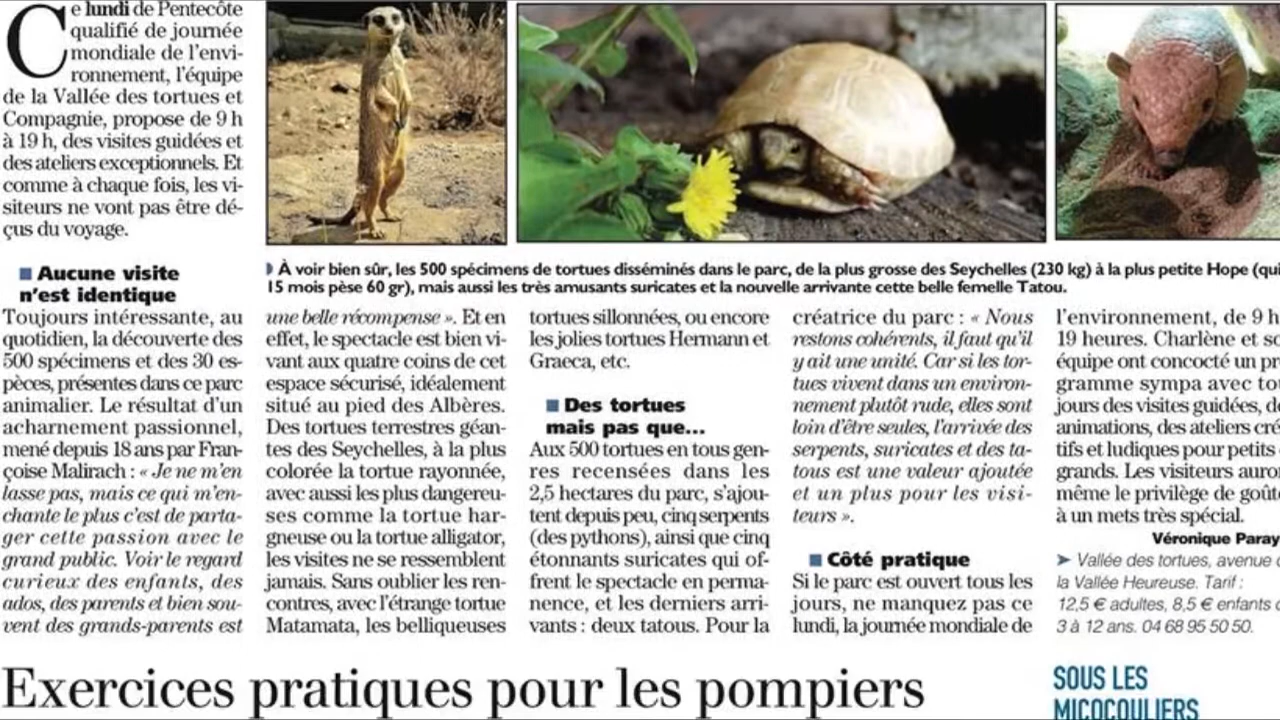 Ce lundi de Pentecôte
qualifié de journée
mondiale de l'envi-
ronnement, l'équipe
de la Vallée des tortues et
Compagnie, propose de 9 h
à 19 h, des visites guidées et
des ateliers exceptionnels. Et
comme à chaque fois, les vi-
siteurs ne vont pas être dé-
çus du voyage.
Aucune visite
n'est identique
Toujours intéressante, au
quotidien, la découverte des
500 spécimens et des 30 es-
pèces, présentes dans ce parc
animalier. Le résultat d'un
acharnement passionnel,
mené depuis 18 ans par Fran-
çoise Malirach : « Je ne m'en
lasse pas, mais ce qui m'en-
chante le plus c'est de parta-
ger cette passion avec le
grand public. Voir le regard
curieux des enfants, des
ados, des parents et bien sou-
vent des grands-parents est
À voir bien sûr, les 500 spécimens de tortues disséminés dans le parc, de la plus grosse des Seychelles (230 kg) à la plus petite Hope (qui
15 mois pèse 60 gr), mais aussi les très amusants suricates et la nouvelle arrivante cette belle femelle Tatou.
une belle récompense ». Et en
effet, le spectacle est bien vi-
vant aux quatre coins de cet
espace sécurisé, idéalement
situé au pied des Albères.
Des tortues terrestres géan-
tes des Seychelles, à la plus
colorée la tortue rayonnée,
avec aussi les plus dangereu-
ses comme la tortue har-
gneuse ou la tortue alligator,
les visites ne se ressemblent
jamais. Sans oublier les ren-
contres, avec l'étrange tortue
Matamata, les belliqueuses
tortues sillonnées, ou encore
les jolies tortues Hermann et
Graeca, etc.
Des tortues
mais pas que...
Aux 500 tortues en tous gen-
res recensées dans les
2,5 hectares du parc, s'ajou-
tent depuis peu, cinq serpents
(des pythons), ainsi que cinq
étonnants suricates qui of-
frent le spectacle en perma-
nence, et les derniers arri-
vants : deux tatous. Pour la
créatrice du parc : « Nous
restons cohérents, il faut qu'il
y ait une unité. Car si les tor-
tues vivent dans un environ-
nement plutôt rude, elles sont
loin d'être seules, l'arrivée des
serpents, suricates et des ta-
tous est une valeur ajoutée
et un plus pour les visi-
teurs ».
Côté pratique
Si le parc est ouvert tous les
jours, ne manquez pas ce
lundi, la journée mondiale de
l'environnement, de 9 h
19 heures. Charlène et so
équipe ont concocté un pr
gramme sympa avec tou
jours des visites guidées, de
animations, des ateliers cré
tifs et ludiques pour petits
grands. Les visiteurs auro
même le privilège de goûte
à un mets très spécial.
Véronique Paray
Vallée des tortues, avenue d
la Vallée Heureuse. Tarif :
12,5 € adultes, 8,5 € enfants d
3 à 12 ans. 04 68 95 50 50.
Exercices pratiques pour les pompiers
SOUS LES
MICOCOULIERS